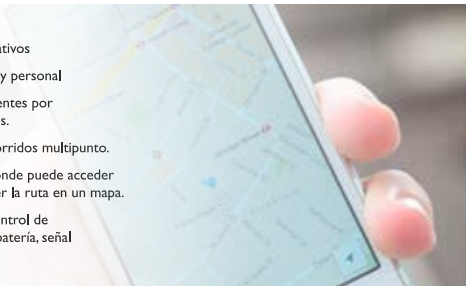 ativos
y personal
entes por
s.
orridos multipunto.
onde puede acceder
er la ruta en un mapa.
ntrol de
batería, señal